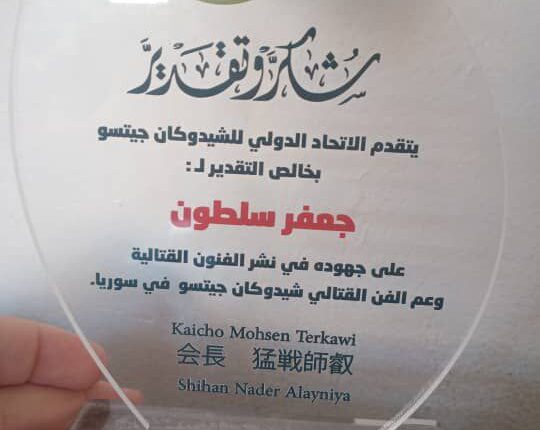 شكر وتقدير
يتقدم الاتحاد الدولي للشيدوكان جيتسو
بخالص التقدير لـ :
جعفر سلطون
على جهوده في نشر الفنون القتالية
وعم الفن القتالي شيدوكان جيتسو في سوريا.
Kaicho Mohsen Terkawi
会長 猛戦師叡
Shihan Nader Alayniya